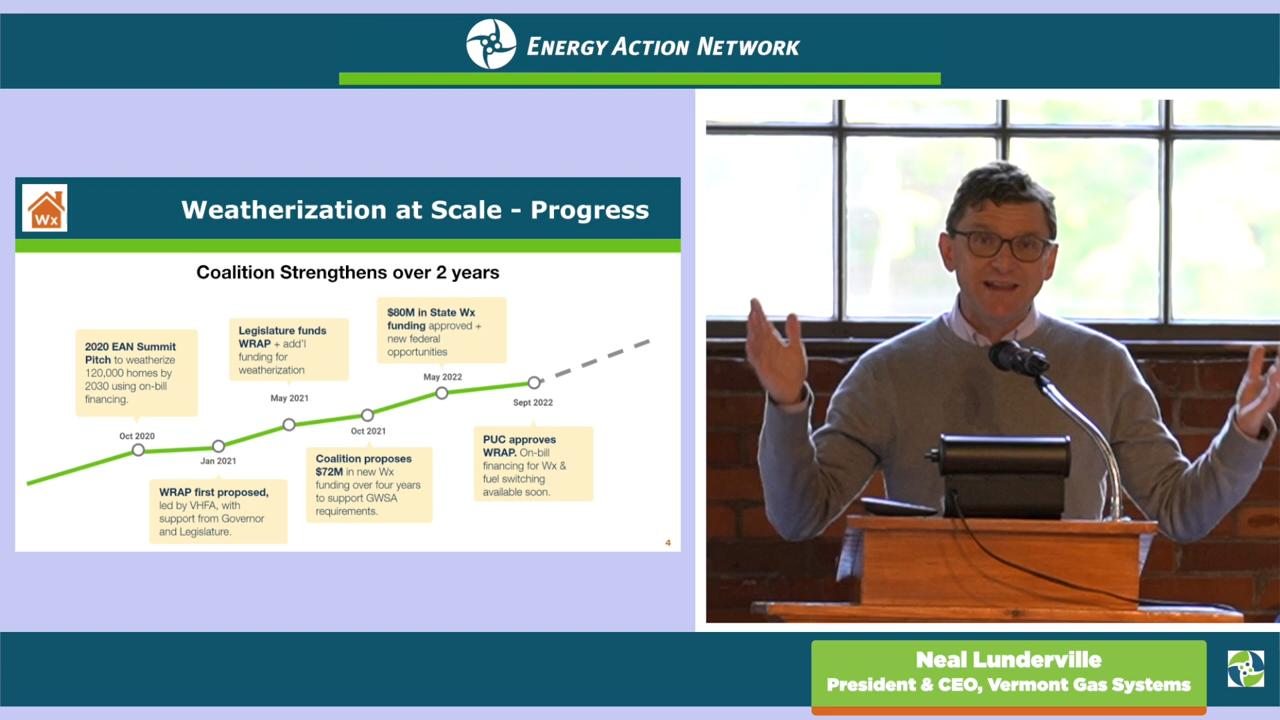 ENERGY ACTION NETWORK
Wx
Weatherization at Scale - Progress
Coalition Strengthens over 2 years
2020 EAN Summit
Pitch to weatherize
120,000 homes by
2030 using on-bill
financing.
Oct 2020
Jan 2021
WRAP first proposed,
led by VHFA, with
support from Governor
and Legislature.
Legislature funds
WRAP + add'l
funding for
weatherization
May 2021
Oct 2021
Coalition proposes
$72M in new Wx
funding over four years
to support GWSA
requirements.
$80M in State Wx
funding approved +
new federal
opportunities
May 2022
Sept 2022
PUC approves
WRAP. On-bill
financing for Wx &
fuel switching
available soon.
4
Neal Lunderville
President & CEO, Vermont Gas Systems